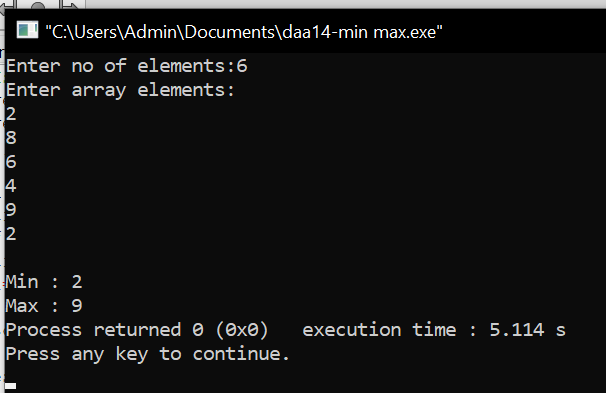 "C:\Users\Admin\Documents\daa14-min max.exe"
Enter no of elements:6
Enter array elements:
2
8
6
4
9
2
Min : 2
Max : 9
Process returned 0 (0x0)   execution time : 5.114 s
Press any key to continue.